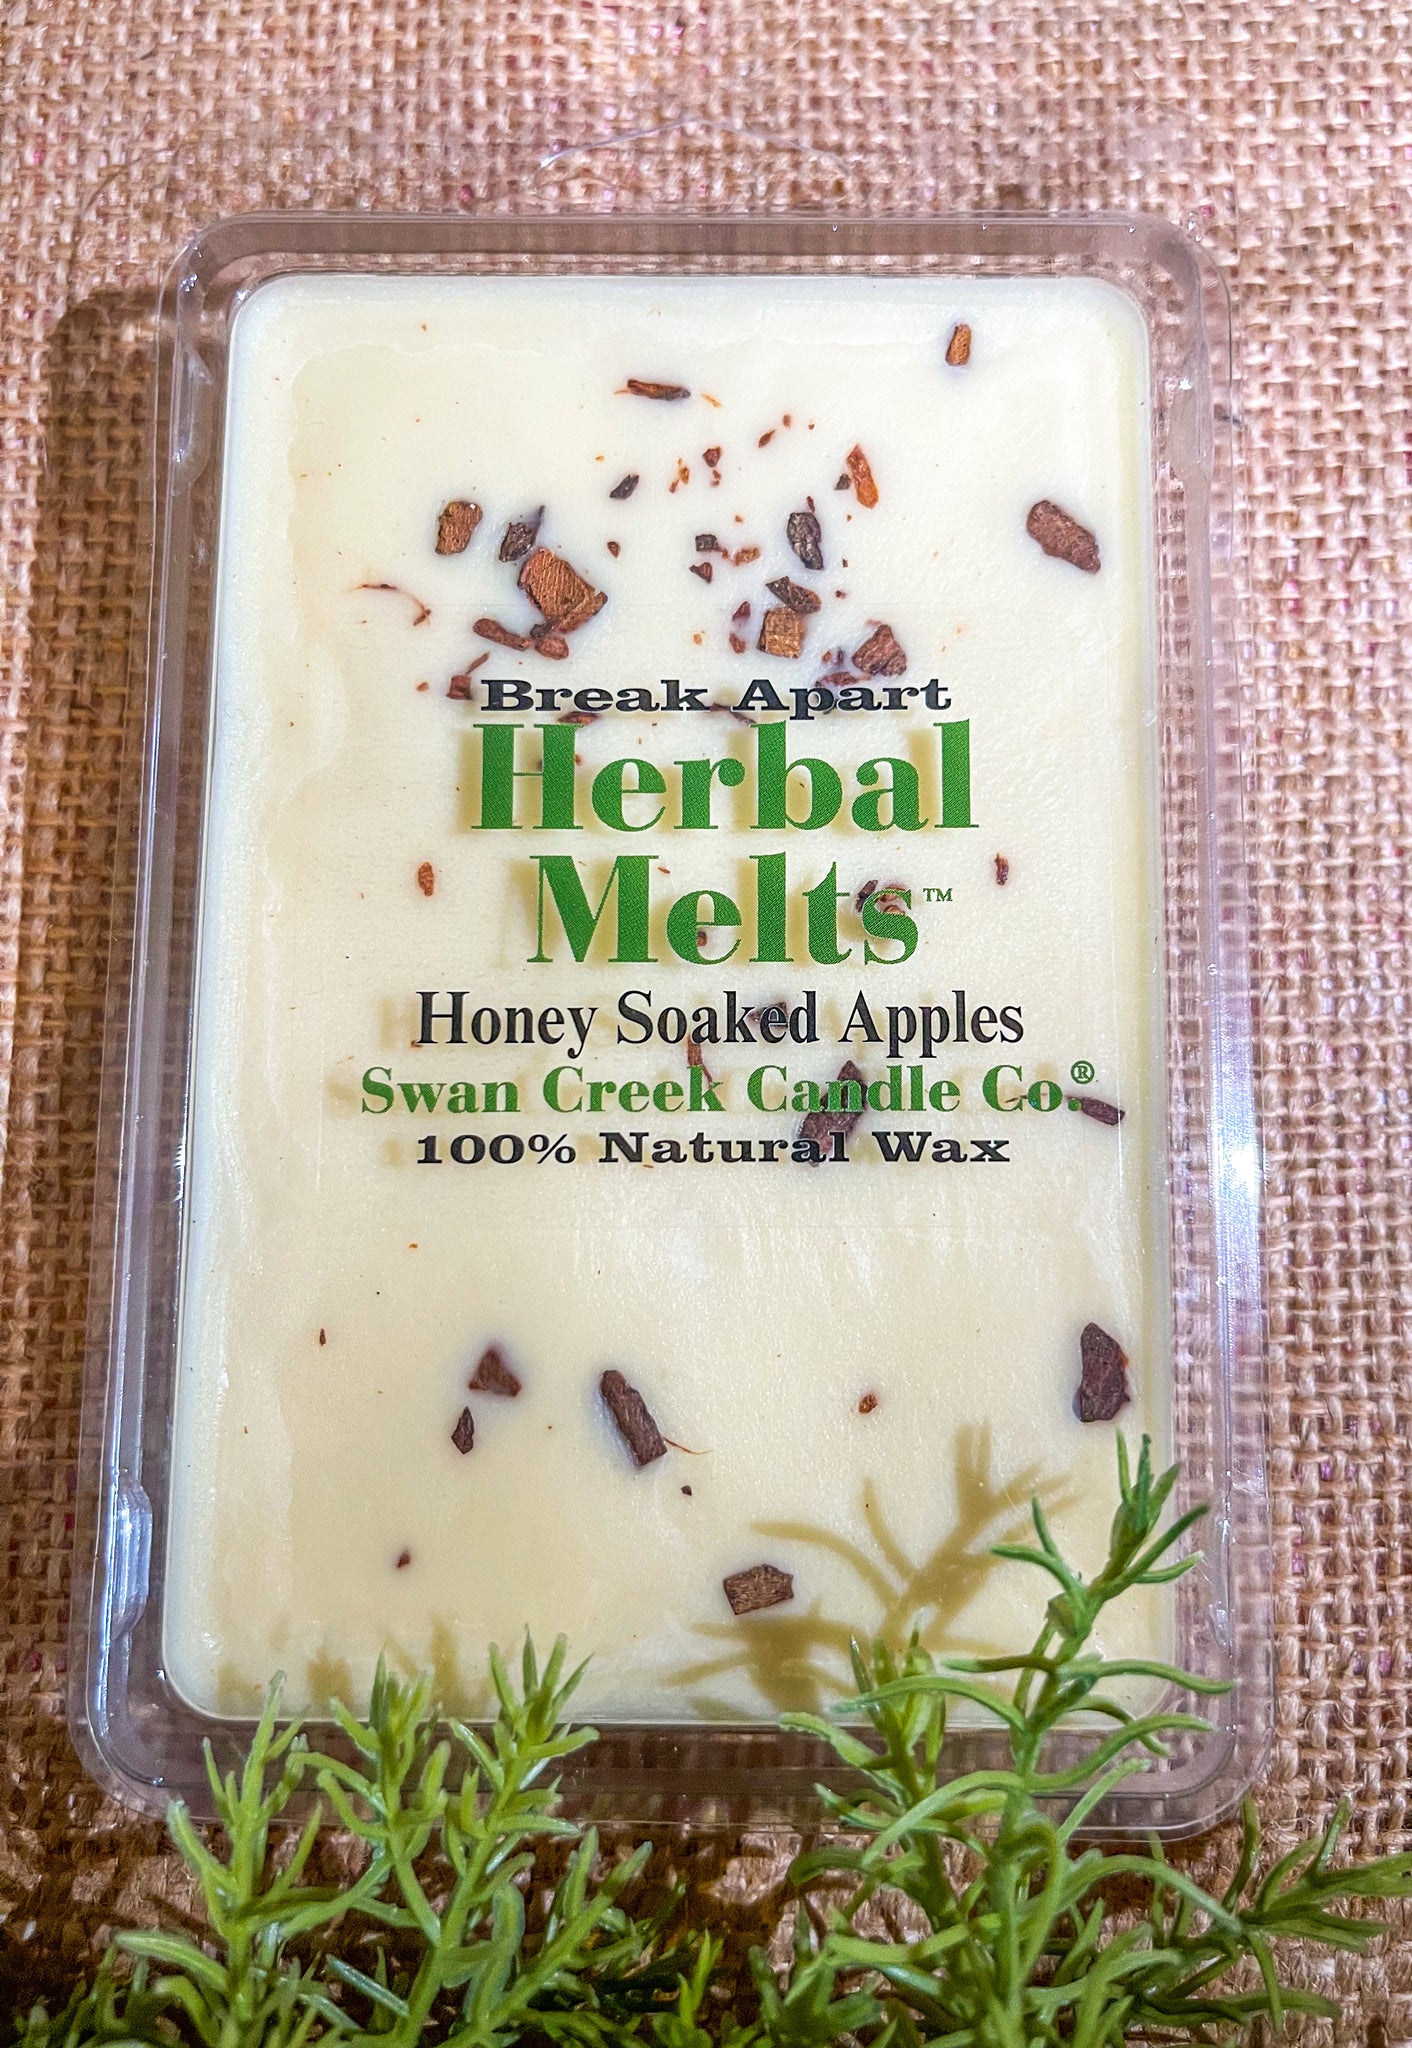 Break Apart
Herbal
Melts™
Honey Soaked Apples
Swan Creek Candle Co.®
100% Natural Wax